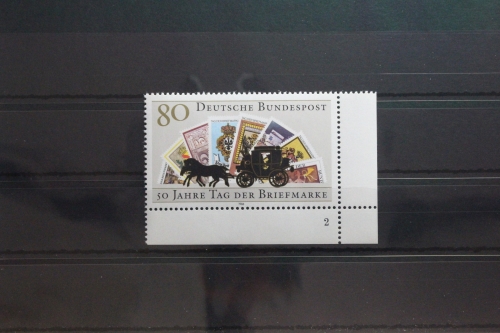 80 DEUTSCHE BUNDESPOST
50 JAHRE TAG DER BRIEFMARKE
2